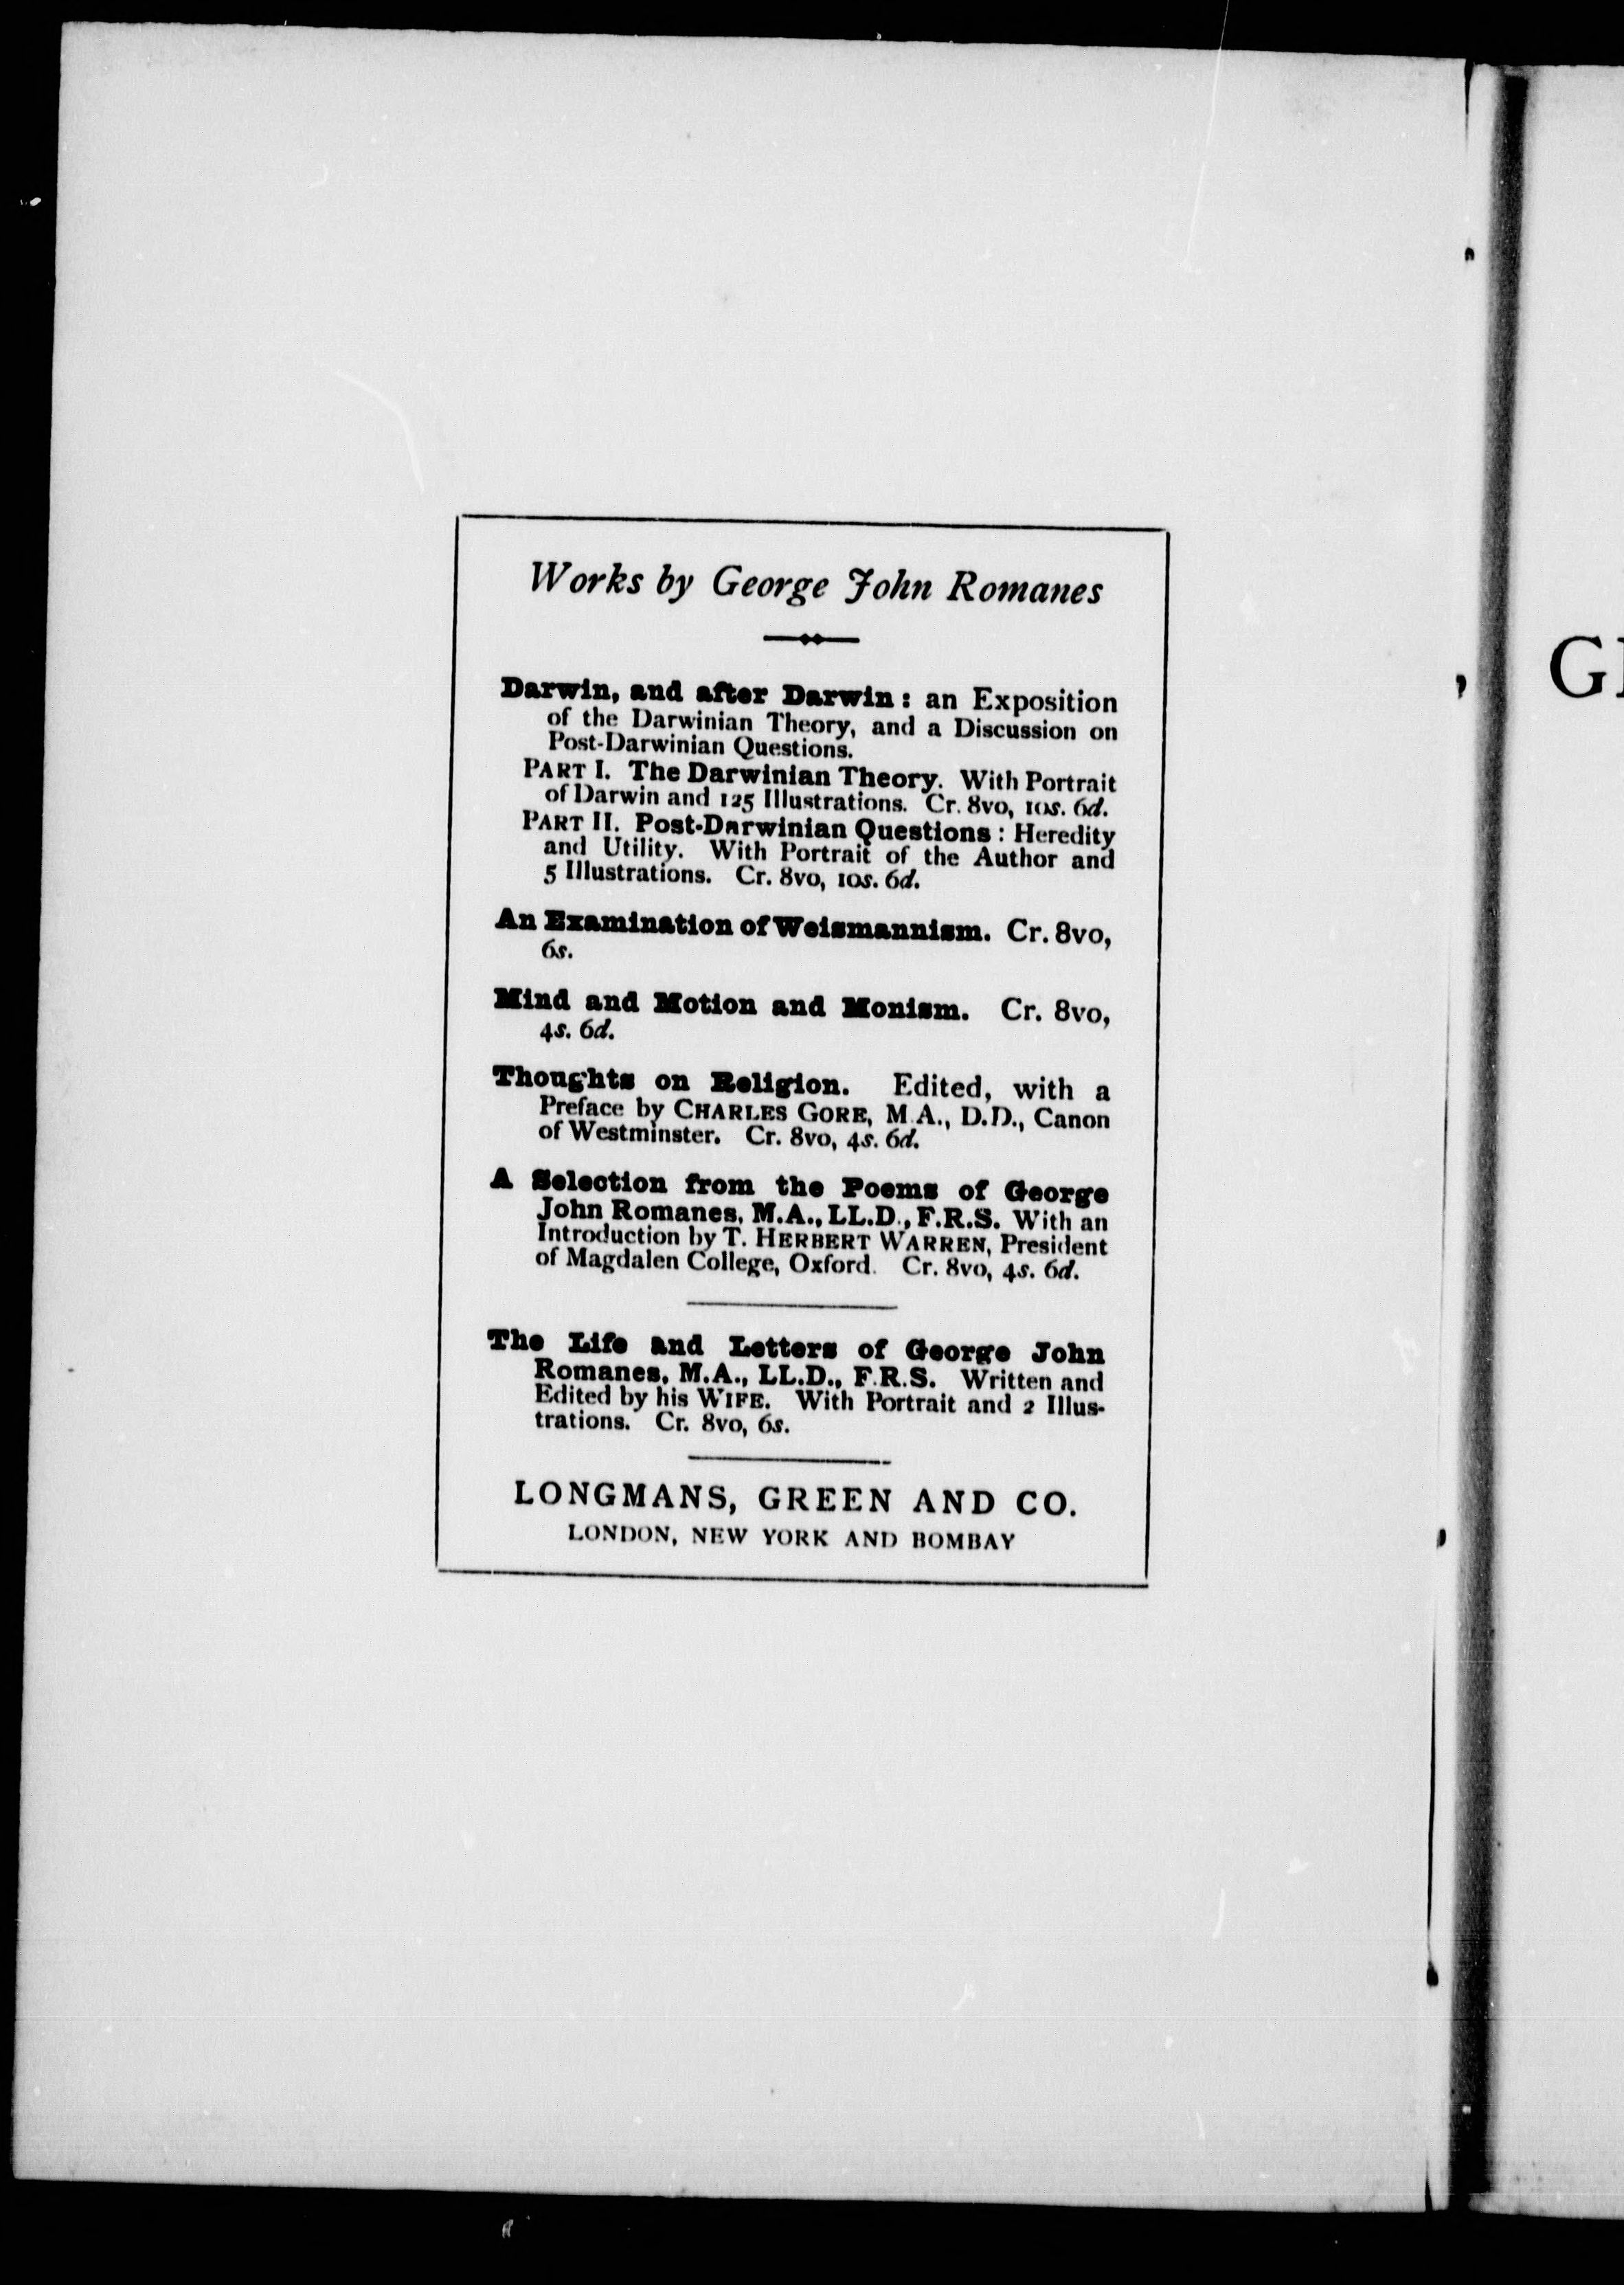 Works by George John Romanes
Darwin, and after Darwin: an Exposition
of the Darwinian Theory, and a Discussion on
Post-Darwinian Questions.
PART I. The Darwinian Theory. With Portrait
of Darwin and 125 Illustrations. Cr. 8vo, 10s. 6d.
PART II. Post-Darwinian Questions: Heredity
and Utility. With Portrait of the Author and
5 Illustrations. Cr. 8vo, 10s. 6d.
An Examination of Weismannism. Cr. 8vo,
6s.
Mind and Motion and Monism. Cr. 8vo,
4s. 6d.
Thoughts on Religion. Edited, with a
Preface by CHARLES GORE, M.A., D.D., Canon
of Westminster. Cr. 8vo, 4s. 6d.
A Selection from the Poems of George
John Romanes, M.A., LL.D., F.R.S. With an
Introduction by T. HERBERT WARREN, President
of Magdalen College, Oxford. Cr. 8vo, 4s. 6d.
The Life and Letters of George John
Romanes, M.A., LL.D., F.R.S. Written and
Edited by his WIFE. With Portrait and 2 Illus-
trations. Cr. 8vo, 6s.
LONGMANS, GREEN AND CO.
LONDON, NEW YORK AND BOMBAY